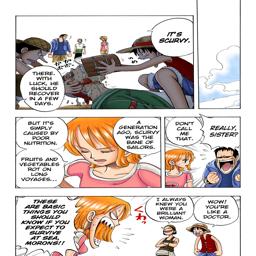 IT'S
SCURVY.
THERE.
WITH
LUCK, HE
SHOULD
RECOVER
IN A FEW
DAYS.
REALLY,
SISTER?
DON'T
CALL
ME
THAT.
A
GENERATION
AGO, SCURVY
WAS THE
BANE OF
SAILORS.
BUT IT'S
SIMPLY
CAUSED BY
POOR
NUTRITION.
FRUITS AND
VEGETABLES
ROT ON
LONG
VOYAGES...
WOW!
YOU'RE
LIKE A
DOCTOR.
I ALWAYS
KNEW YOU
WERE A
BRILLIANT
WOMAN.
THESE
ARE BASIC
THINGS YOU
SHOULD
KNOW IF YOU
EXPECT TO
SURVIVE
AT SEA,
MORONS!!